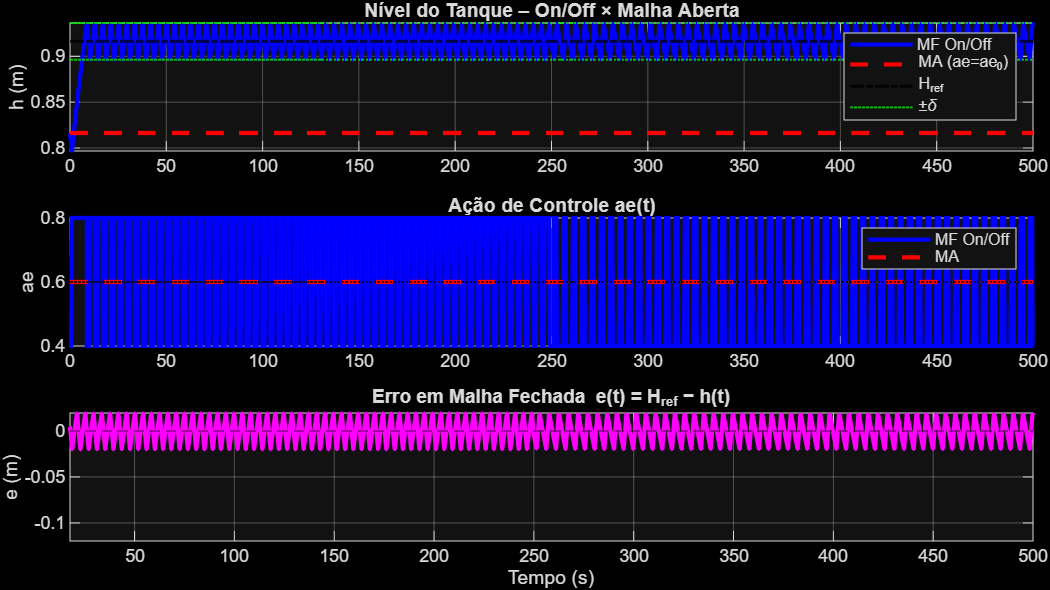 Nível do Tanque – On/Off × Malha Aberta
h (m)
0.9
0.85
0.8
MF On/Off
MA (ae=ae₀)
H_ref
±δ
0 50 100 150 200 250 300 350 400 450 500
Ação de Controle ae(t)
ae
0.8
0.6
0.4
MF On/Off
MA
0 50 100 150 200 250 300 350 400 450 500
Erro em Malha Fechada e(t) = H_ref − h(t)
e (m)
0
-0.05
-0.1
50 100 150 200 250 300 350 400 450 500
Tempo (s)